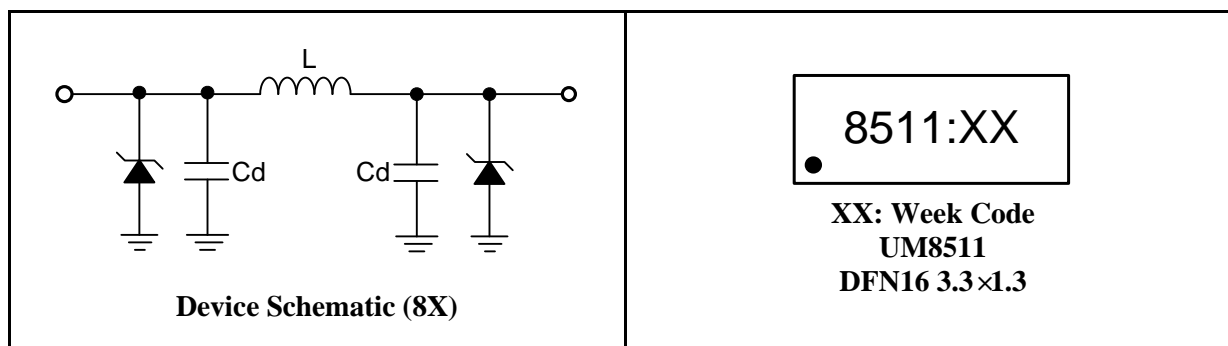 L
Cd
Cd
Device Schematic (8X)
8511:XX
XX: Week Code
UM8511
DFN16 3.3×1.3